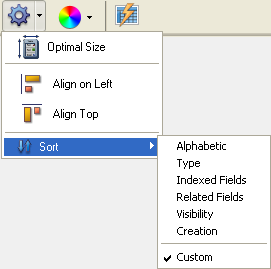 Optimal Size
Align on Left
Align Top
Sort
Alphabetic
Type
Indexed Fields
Related Fields
Visibility
Creation
Custom